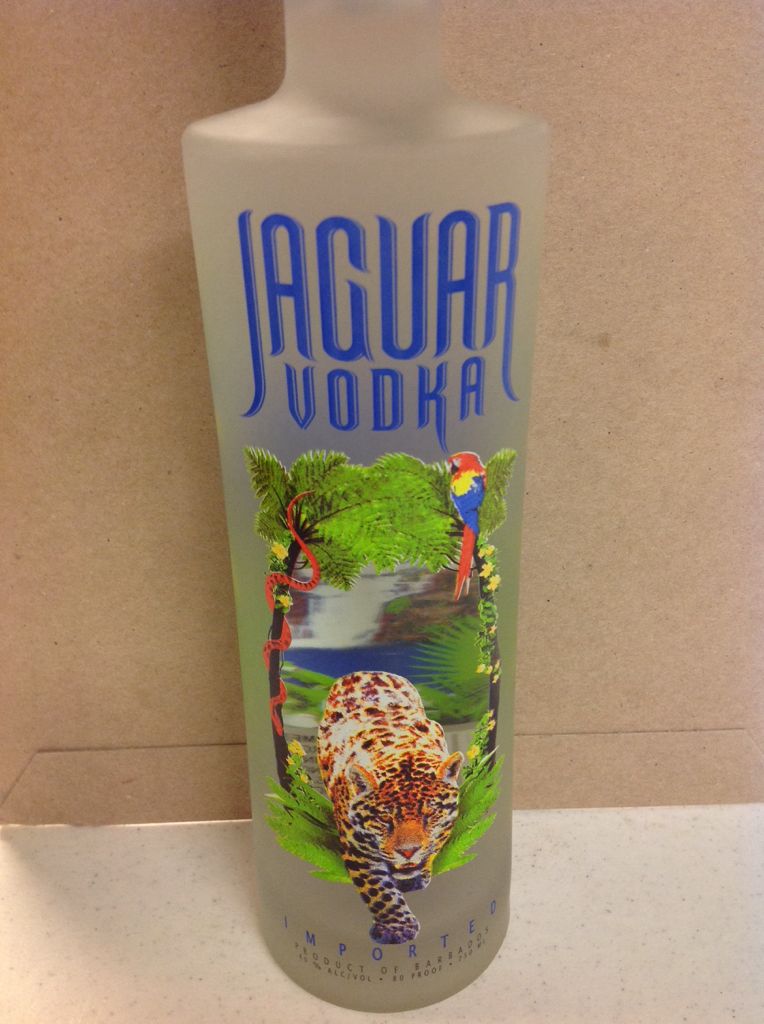 JAGUAR
VODKA
IMPORTED
PRODUCT OF BARBADOS
40 % ALC/VOL • 80 PROOF • 750 ML